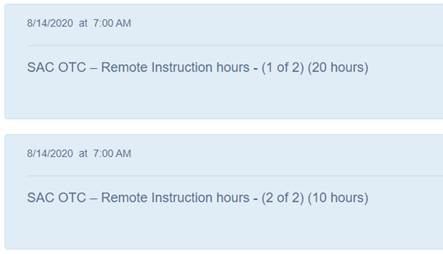 8/14/2020 at 7:00 AM
SAC OTC – Remote Instruction hours - (1 of 2) (20 hours)
8/14/2020 at 7:00 AM
SAC OTC – Remote Instruction hours - (2 of 2) (10 hours)